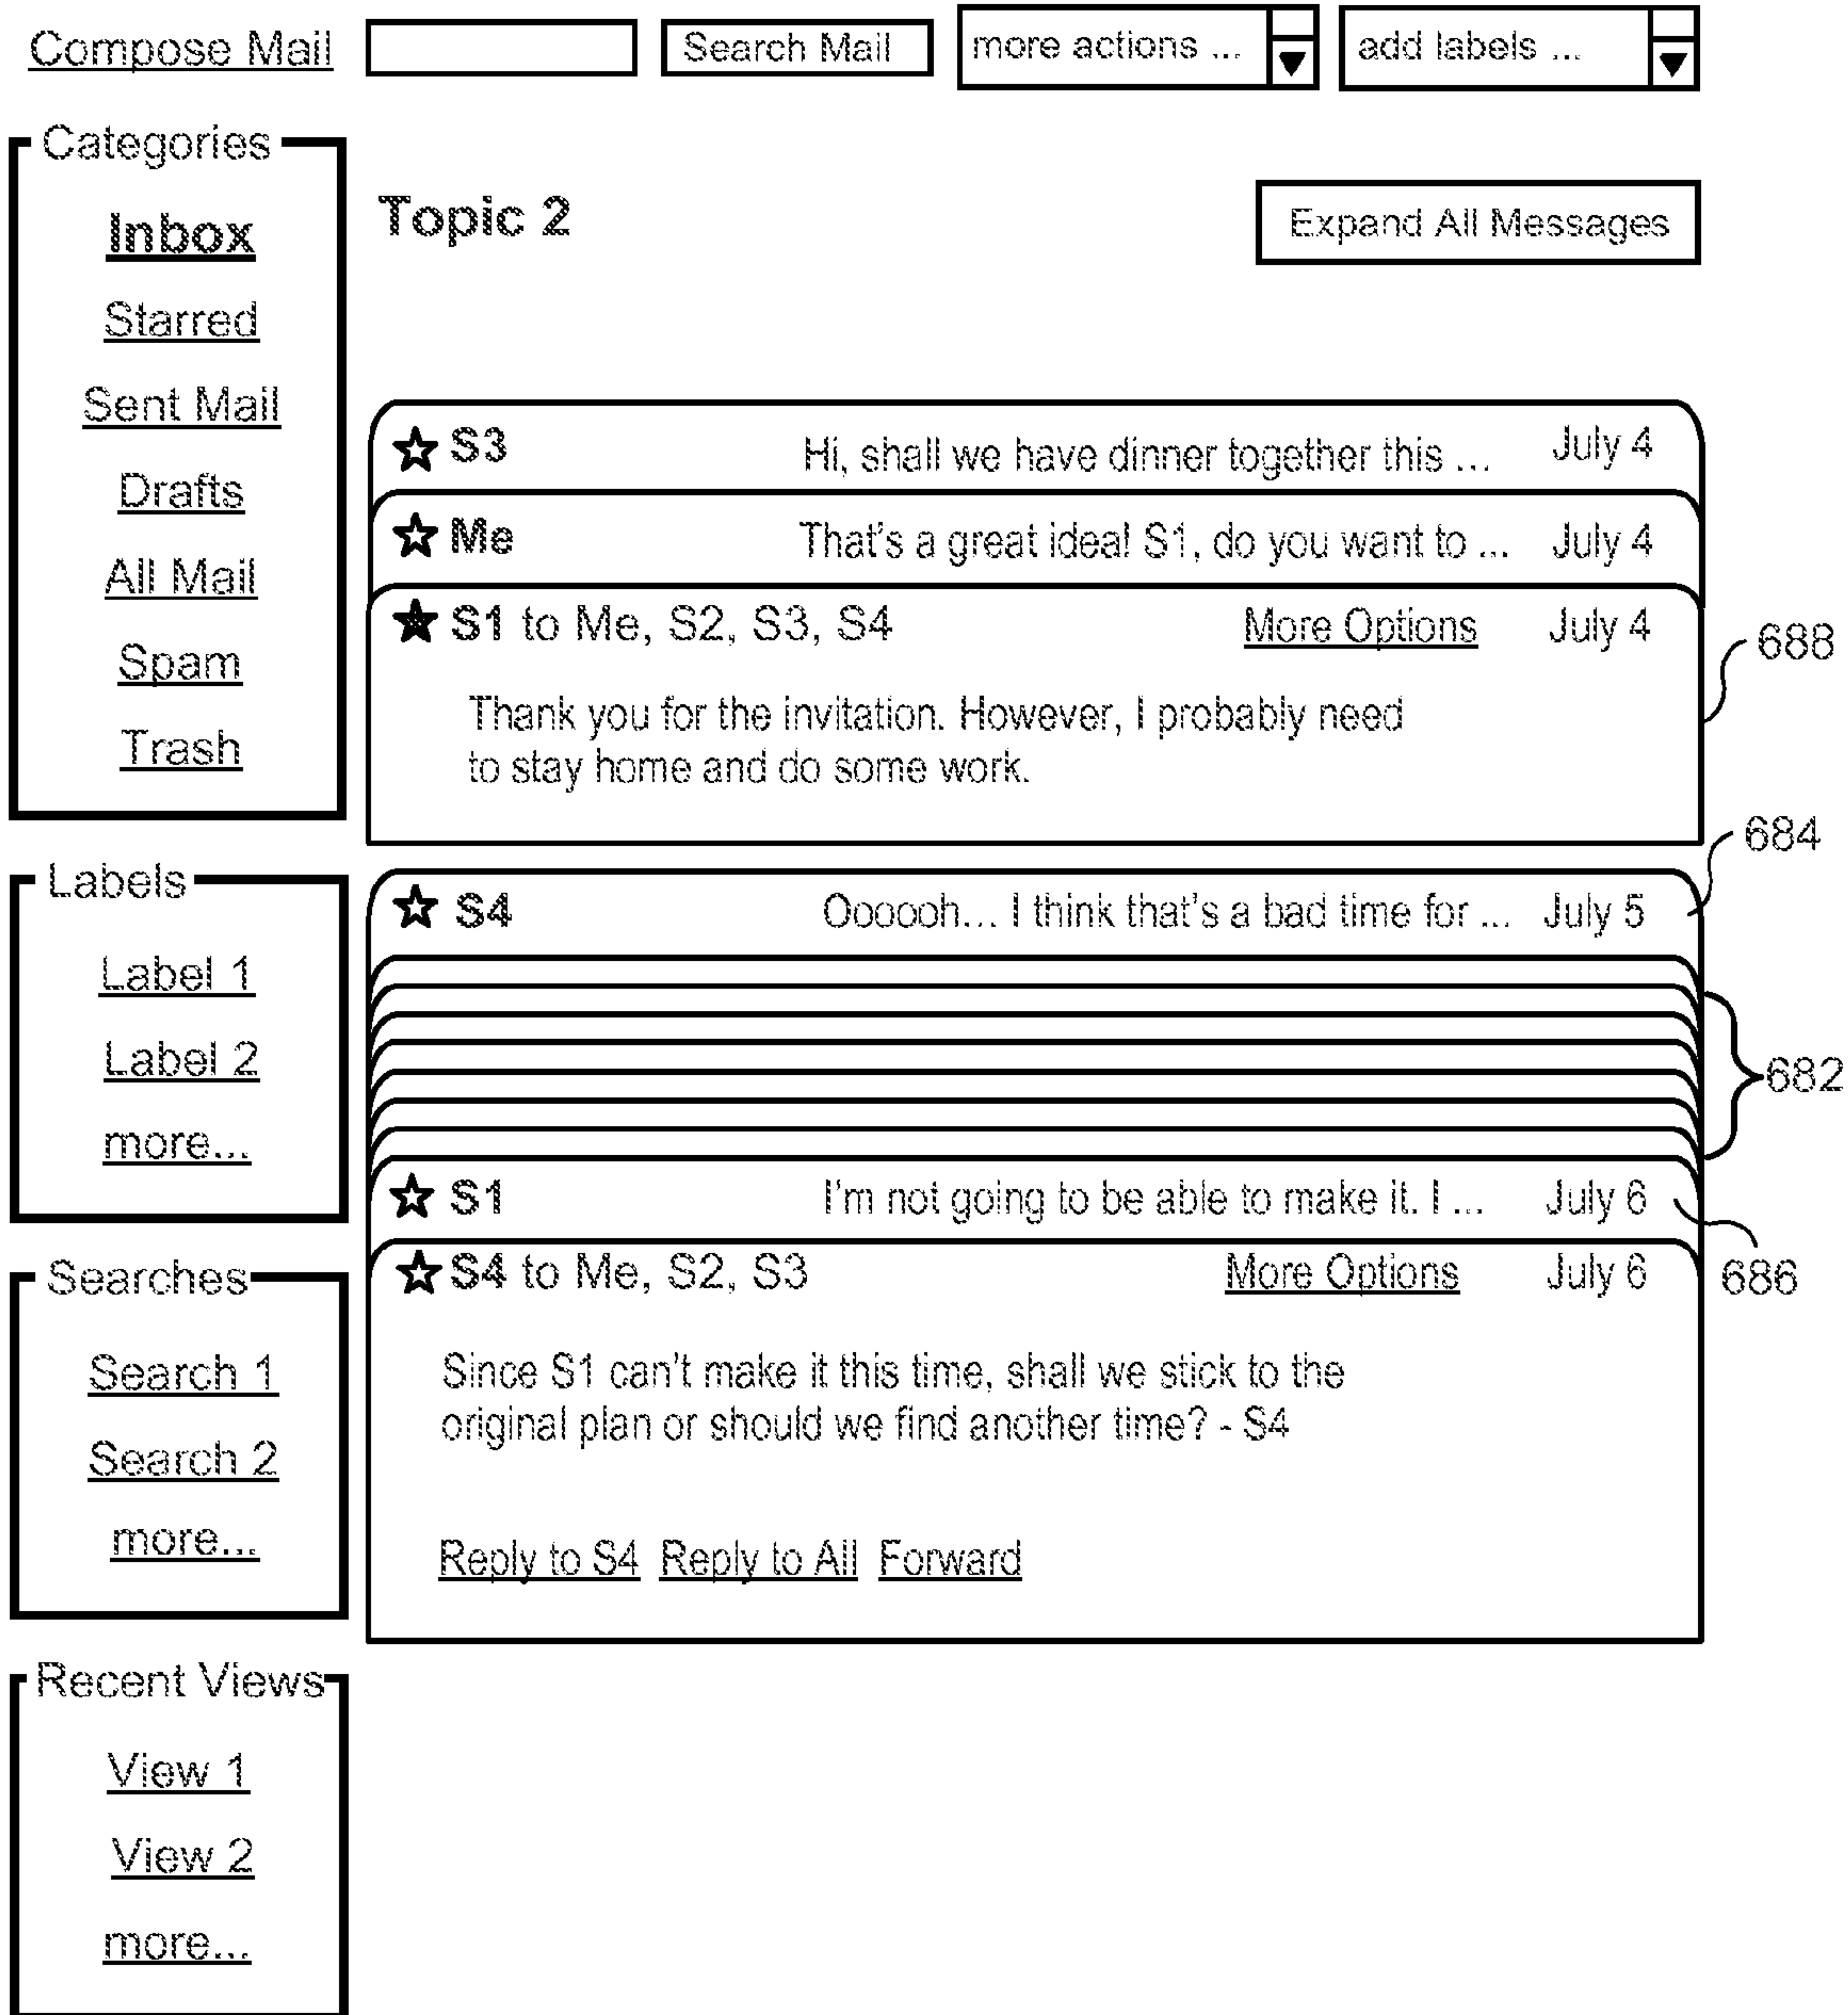 Compose Mail
Search Mail
more actions ...
add labels ...
Categories
Inbox
Starred
Sent Mail
Drafts
All Mail
Spam
Trash
Labels
Label 1
Label 2
more...
Searches
Search 1
Search 2
more...
Recent Views
View 1
View 2
more...
Topic 2
Expand All Messages
S3 Hi, shall we have dinner together this ... July 4
Me That's a great idea! S1, do you want to ... July 4
S1 to Me, S2, S3, S4 More Options July 4
Thank you for the invitation. However, I probably need
to stay home and do some work.
688
684
S4 Oooooh... I think that's a bad time for ... July 5
682
S1 I'm not going to be able to make it. I ... July 6
686
S4 to Me, S2, S3 More Options July 6
Since S1 can't make it this time, shall we stick to the
original plan or should we find another time? - S4
Reply to S4 Reply to All Forward